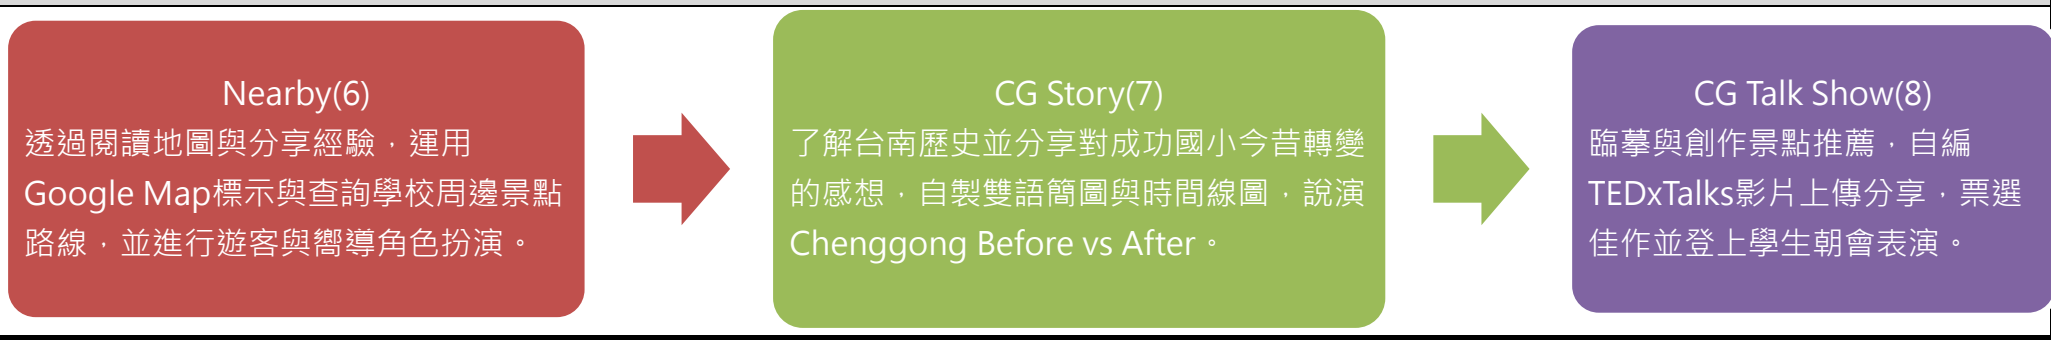 Nearby(6)
透過閱讀地圖與分享經驗，運用
Google Map標示與查詢學校周邊景點
路線，並進行遊客與嚮導角色扮演。
CG Story(7)
了解台南歷史並分享對成功國小今昔轉變
的感想，自製雙語簡圖與時間線圖，說演
Chenggong Before vs After。
CG Talk Show(8)
臨摹與創作景點推薦，自編
TEDxTalks影片上傳分享，票選
佳作並登上學生朝會表演。